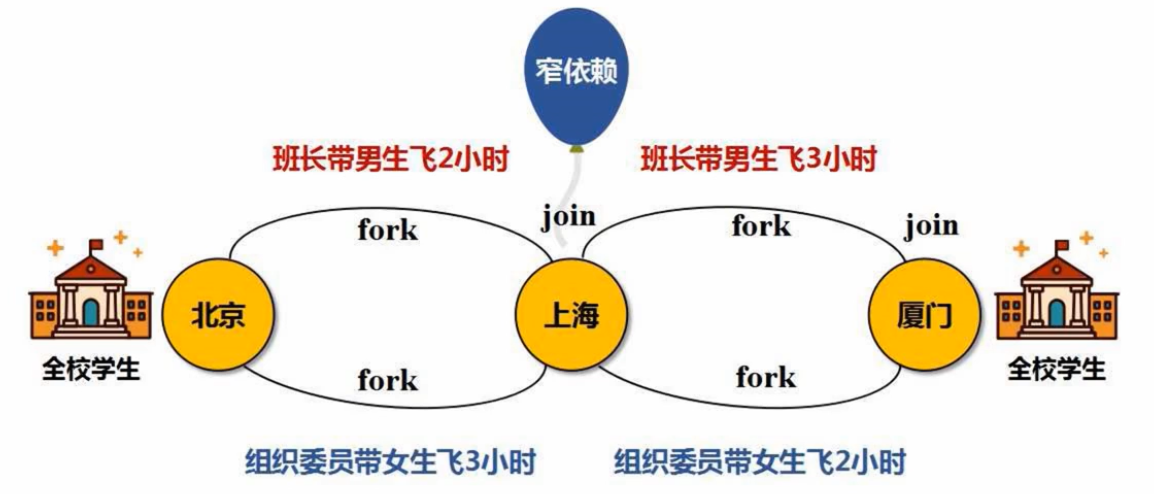 窄依赖
班长带男生飞2小时
班长带男生飞3小时
fork
join
fork
join
北京
上海
厦门
全校学生
全校学生
fork
fork
组织委员带女生飞3小时
组织委员带女生飞2小时